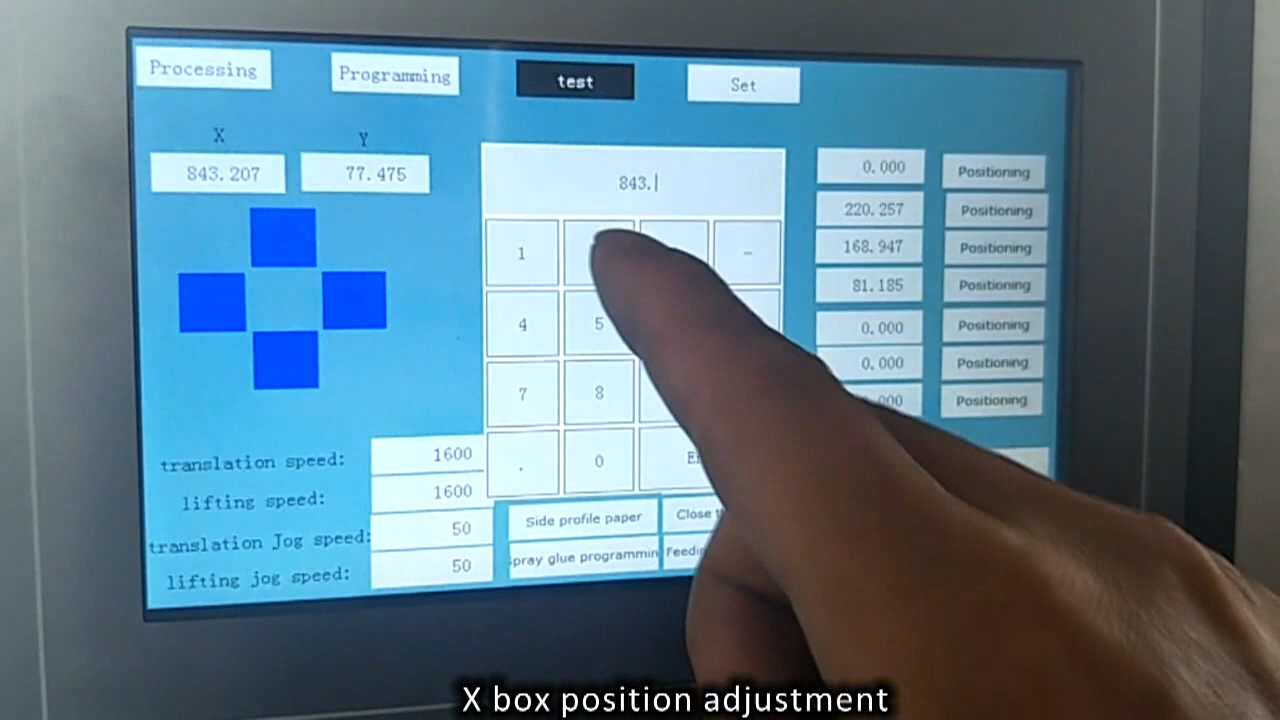 Processing
Programming
test
Set
X
Y
843.207
77.475
843.
1
-
4
5
7
8
.
0
0.000
Positioning
220.257
Positioning
168.947
Positioning
81.185
Positioning
0.000
Positioning
0.000
Positioning
Positioning
translation speed:
1600
lifting speed:
1600
translation Jog speed:
50
lifting jog speed:
50
Side profile paper
Close
glue
X box position adjustment